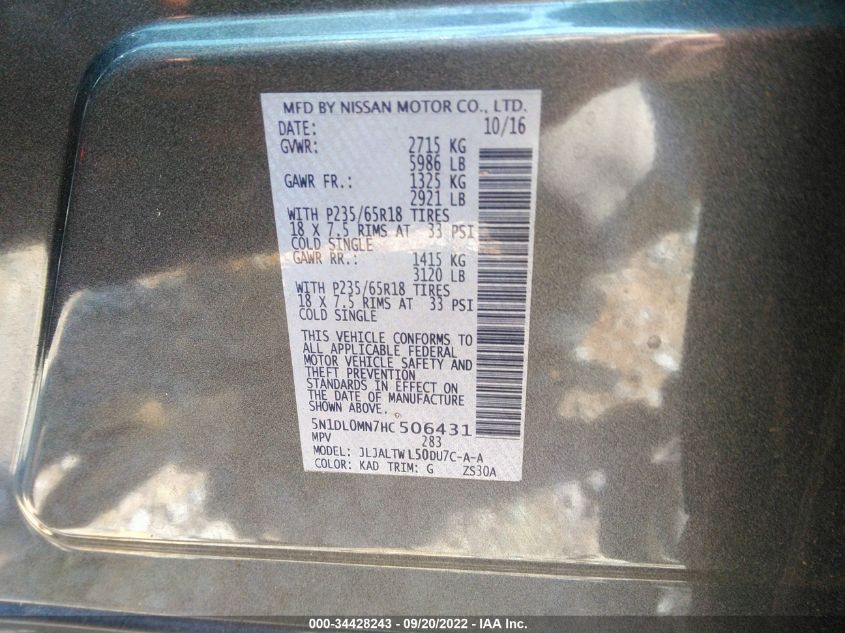 MFD BY NISSAN MOTOR CO., LTD.
DATE: 10/16
GVWR: 2715 KG
5986 LB
GAWR FR.: 1325 KG
2921 LB
WITH P235/65R18 TIRES
18 X 7.5 RIMS AT 33 PSI
COLD SINGLE
GAWR RR.: 1415 KG
3120 LB
WITH P235/65R18 TIRES
18 X 7.5 RIMS AT 33 PSI
COLD SINGLE
THIS VEHICLE CONFORMS TO
ALL APPLICABLE FEDERAL
MOTOR VEHICLE SAFETY AND
THEFT PREVENTION
STANDARDS IN EFFECT ON
THE DATE OF MANUFACTURE
SHOWN ABOVE.
5N1DL0MN7HC 506431
MPV 283
MODEL: JLJALTWL50DU7C-A-A
COLOR: KAD TRIM: G ZS30A
000-34428243 - 09/20/2022 - IAA Inc.